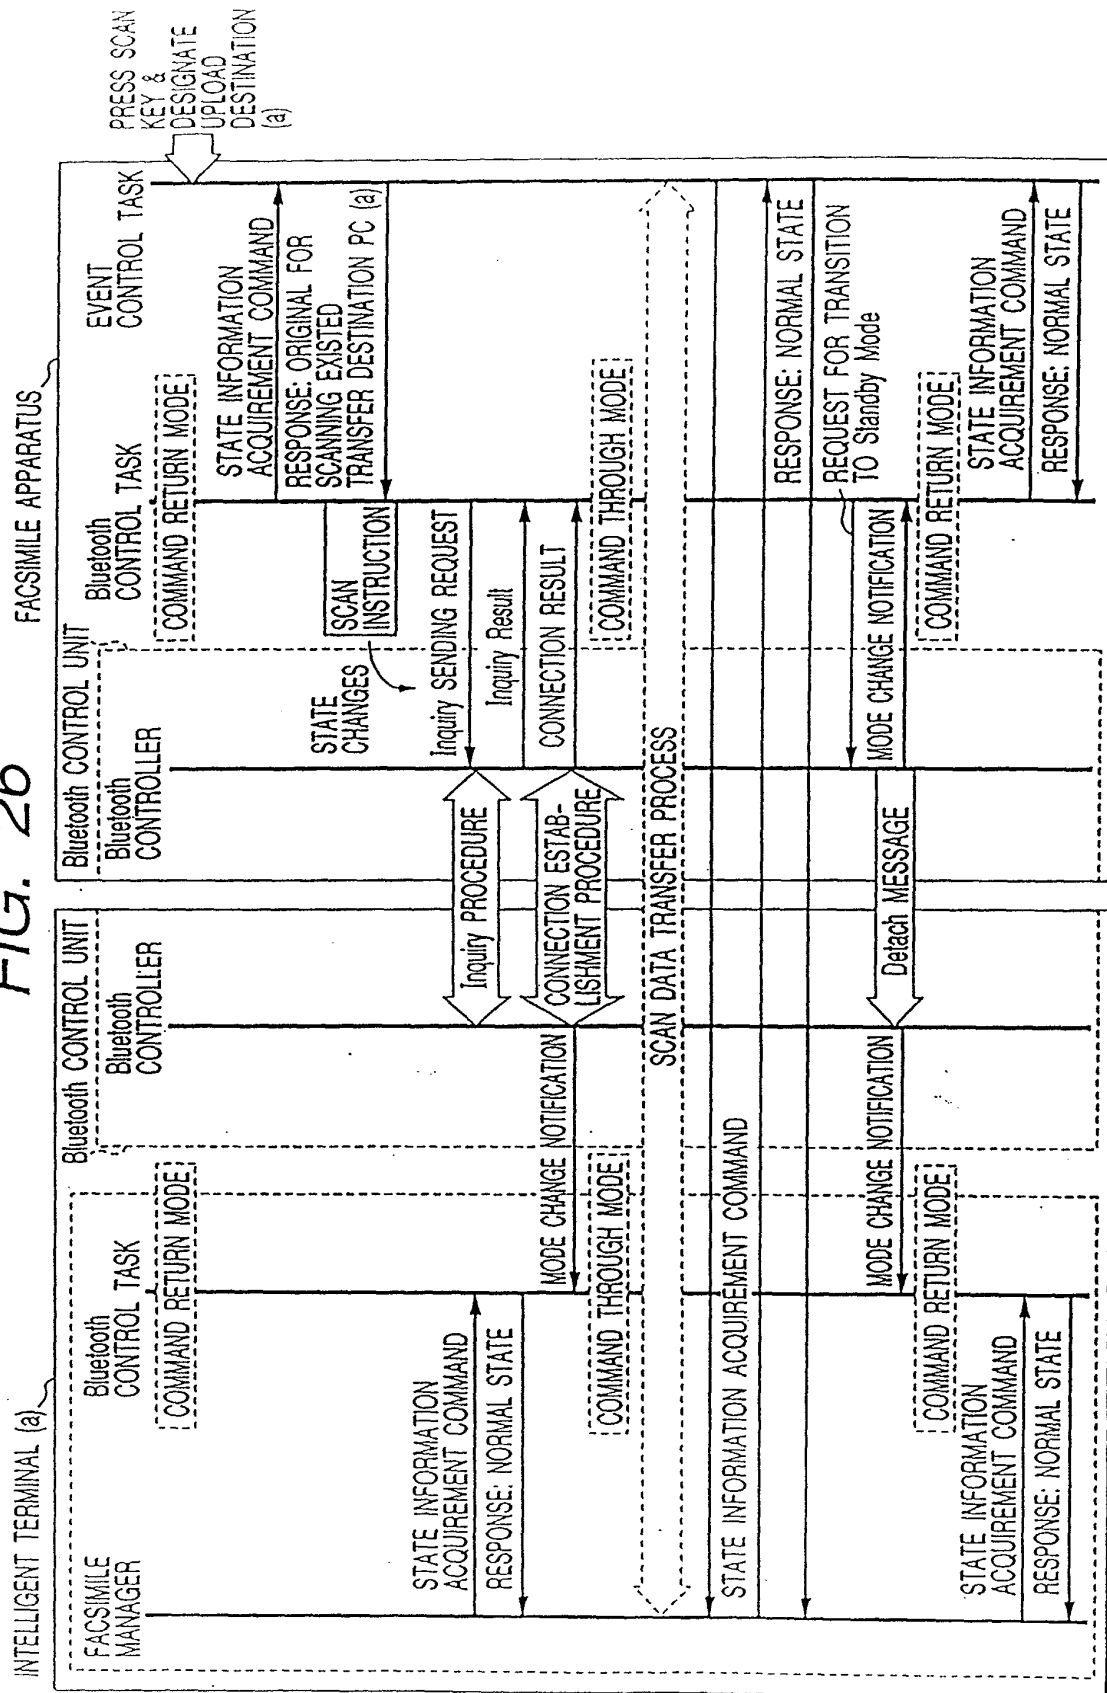 FIG. 26
INTELLIGENT TERMINAL (a)
FACSIMILE
MANAGER
Bluetooth
CONTROL TASK
COMMAND RETURN MODE
Bluetooth CONTROL UNIT
Bluetooth
CONTROLLER
FACSIMILE APPARATUS
Bluetooth CONTROL UNIT
Bluetooth
CONTROLLER
Bluetooth
CONTROL TASK
COMMAND RETURN MODE
EVENT
CONTROL TASK
PRESS SCAN
KEY &
DESIGNATE
UPLOAD
DESTINATION
(a)
STATE INFORMATION
ACQUIREMENT COMMAND
RESPONSE: ORIGINAL FOR
SCANNING EXISTED
TRANSFER DESTINATION PC (a)
SCAN
INSTRUCTION
STATE
CHANGES
STATE INFORMATION
ACQUIREMENT COMMAND
RESPONSE: NORMAL STATE
Inquiry PROCEDURE
Inquiry SENDING REQUEST
Inquiry Result
MODE CHANGE NOTIFICATION
CONNECTION ESTAB-
LISHMENT PROCEDURE
CONNECTION RESULT
COMMAND THROUGH MODE
COMMAND THROUGH MODE
SCAN DATA TRANSFER PROCESS
STATE INFORMATION ACQUIREMENT COMMAND
RESPONSE: NORMAL STATE
REQUEST FOR TRANSITION
TO Standby Mode
MODE CHANGE NOTIFICATION
Detach MESSAGE
MODE CHANGE NOTIFICATION
COMMAND RETURN MODE
COMMAND RETURN MODE
STATE INFORMATION
ACQUIREMENT COMMAND
RESPONSE: NORMAL STATE
STATE INFORMATION
ACQUIREMENT COMMAND
RESPONSE: NORMAL STATE